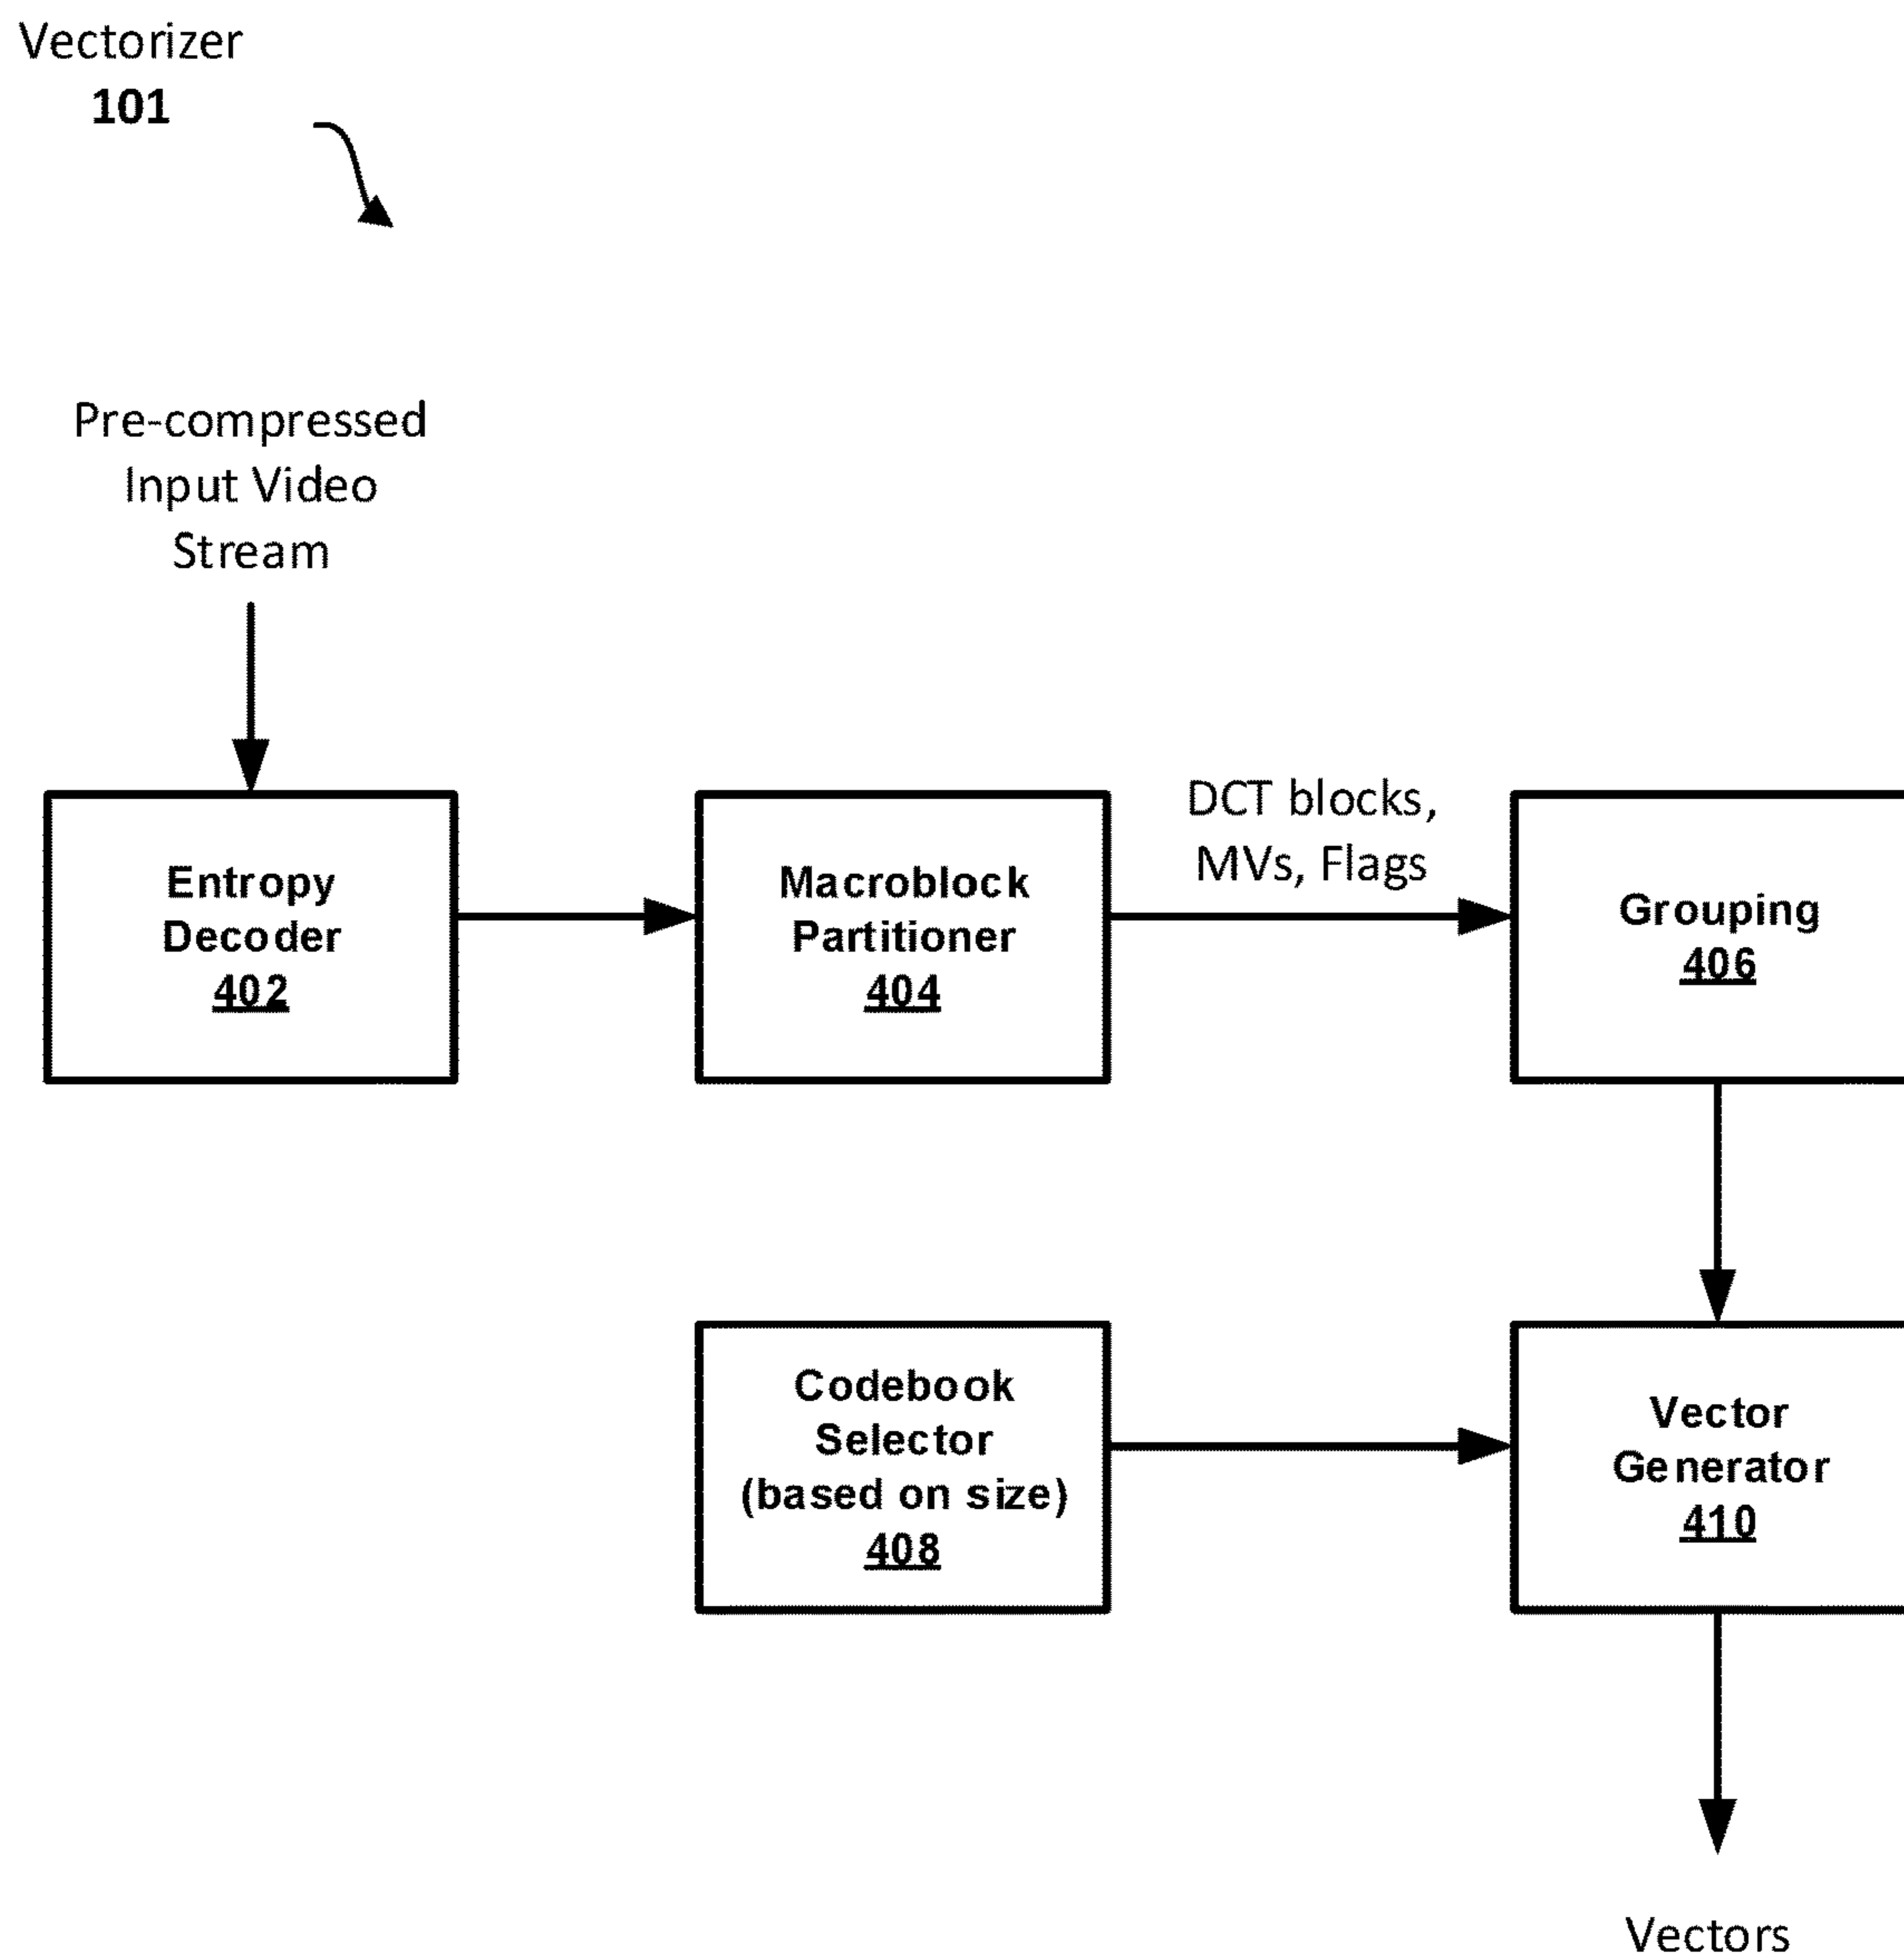 Vectorizer
101
Pre-compressed
Input Video
Stream
Entropy
Decoder
402
Macroblock
Partitioner
404
DCT blocks,
MVs, Flags
Grouping
406
Codebook
Selector
(based on size)
408
Vector
Generator
410
Vectors